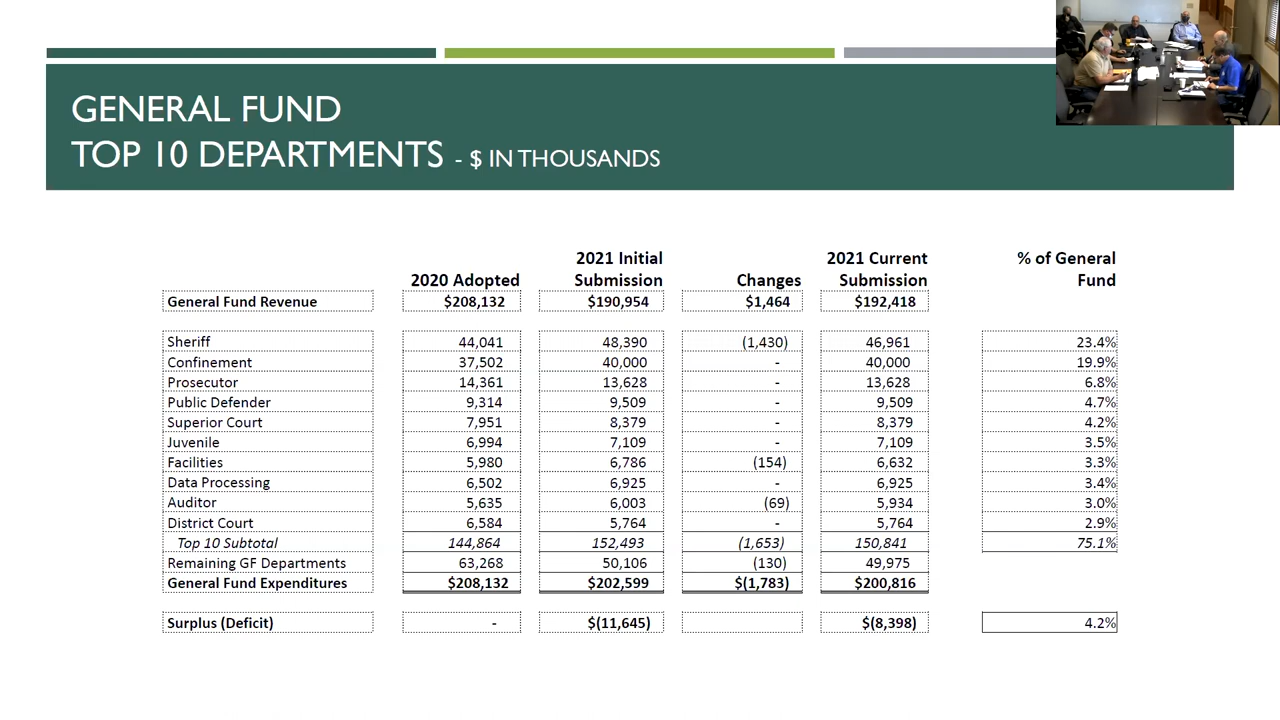 GENERAL FUND
TOP 10 DEPARTMENTS - $ IN THOUSANDS
2020 Adopted 2021 Initial Submission Changes 2021 Current Submission % of General Fund
General Fund Revenue $208,132 $190,954 $1,464 $192,418
Sheriff 44,041 48,390 (1,430) 46,961 23.4%
Confinement 37,502 40,000 - 40,000 19.9%
Prosecutor 14,361 13,628 - 13,628 6.8%
Public Defender 9,314 9,509 - 9,509 4.7%
Superior Court 7,951 8,379 - 8,379 4.2%
Juvenile 6,994 7,109 - 7,109 3.5%
Facilities 5,980 6,786 (154) 6,632 3.3%
Data Processing 6,502 6,925 - 6,925 3.4%
Auditor 5,635 6,003 (69) 5,934 3.0%
District Court 6,584 5,764 - 5,764 2.9%
Top 10 Subtotal 144,864 152,493 (1,653) 150,841 75.1%
Remaining GF Departments 63,268 50,106 (130) 49,975
General Fund Expenditures $208,132 $202,599 $(1,783) $200,816
Surplus (Deficit) - $(11,645) $(8,398) 4.2%